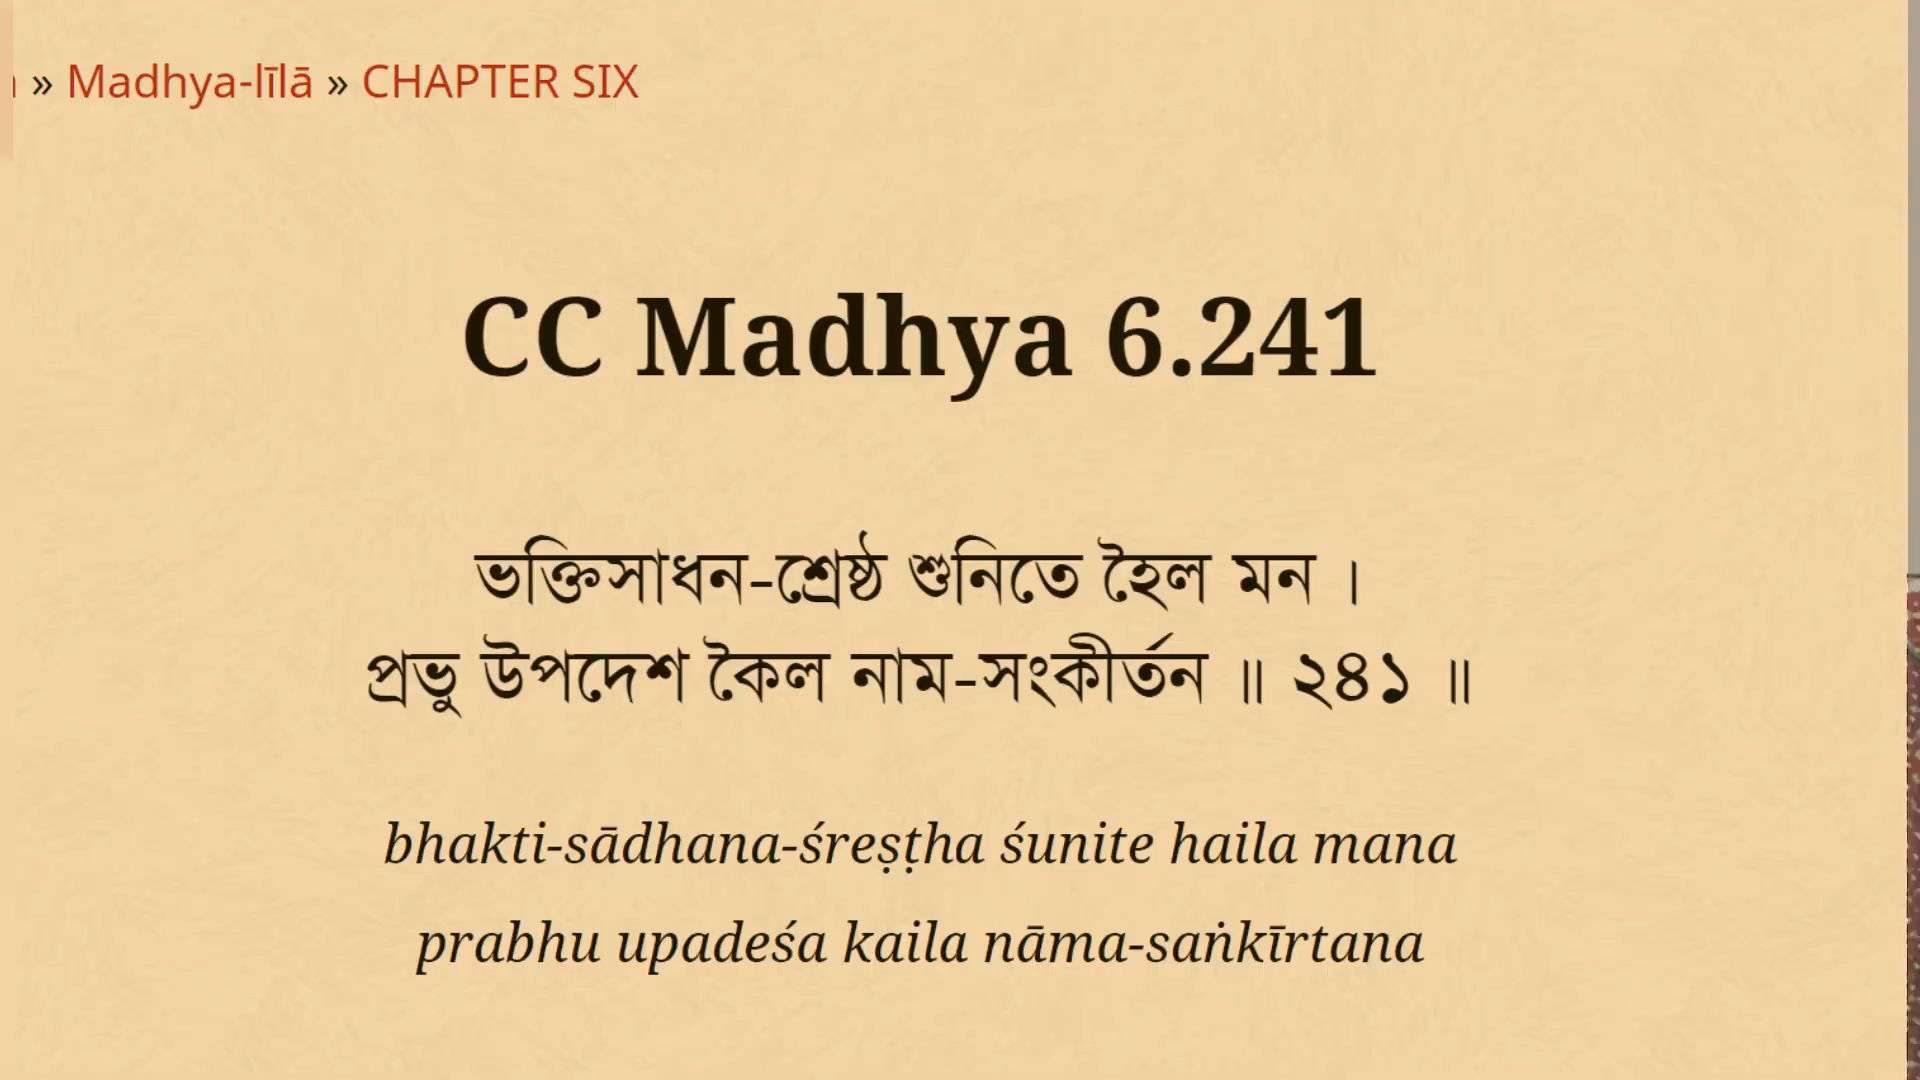 » Madhya-līlā » CHAPTER SIX
CC Madhya 6.241
ভক্তিসাধন-শ্রেষ্ঠ শুনিতে হৈল মন ।
প্রভু উপদেশ কৈল নাম-সংকীর্তন ॥ ২৪১ ॥
bhakti-sādhana-śreṣṭha śunite haila mana
prabhu upadeśa kaila nāma-saṅkīrtana